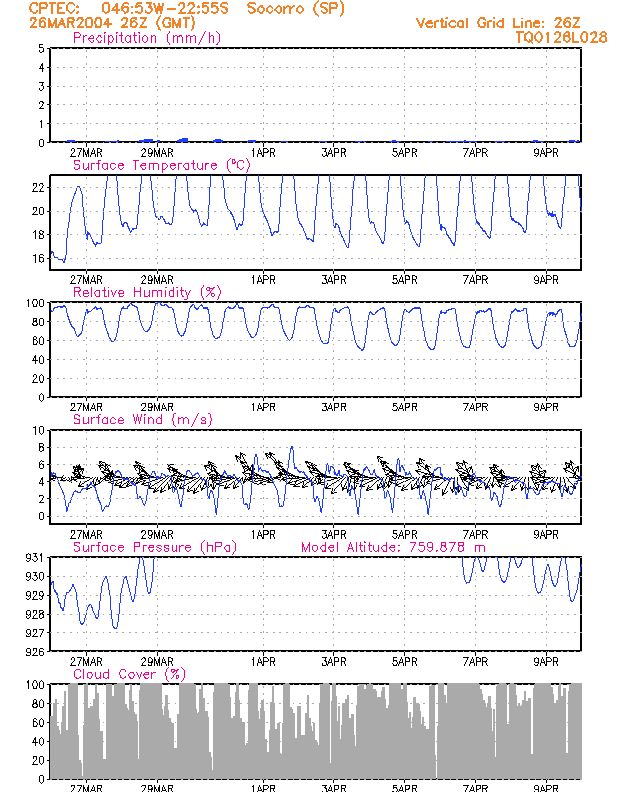 CPTEC: 046:53W-22:55S Socorro (SP)
26MAR2004 26Z (GMT) Vertical Grid Line: 26Z
Precipitation (mm/h) TQ0126L028
5
4
3
2
1
0
27MAR 29MAR 1APR 3APR 5APR 7APR 9APR
Surface Temperature (°C)
22
20
18
16
27MAR 29MAR 1APR 3APR 5APR 7APR 9APR
Relative Humidity (%)
100
80
60
40
20
0
27MAR 29MAR 1APR 3APR 5APR 7APR 9APR
Surface Wind (m/s)
10
8
6
4
2
0
27MAR 29MAR 1APR 3APR 5APR 7APR 9APR
Surface Pressure (hPa) Model Altitude: 759.878 m
931
930
929
928
927
926
27MAR 29MAR 1APR 3APR 5APR 7APR 9APR
Cloud Cover (%)
100
80
60
40
20
0
27MAR 29MAR 1APR 3APR 5APR 7APR 9APR